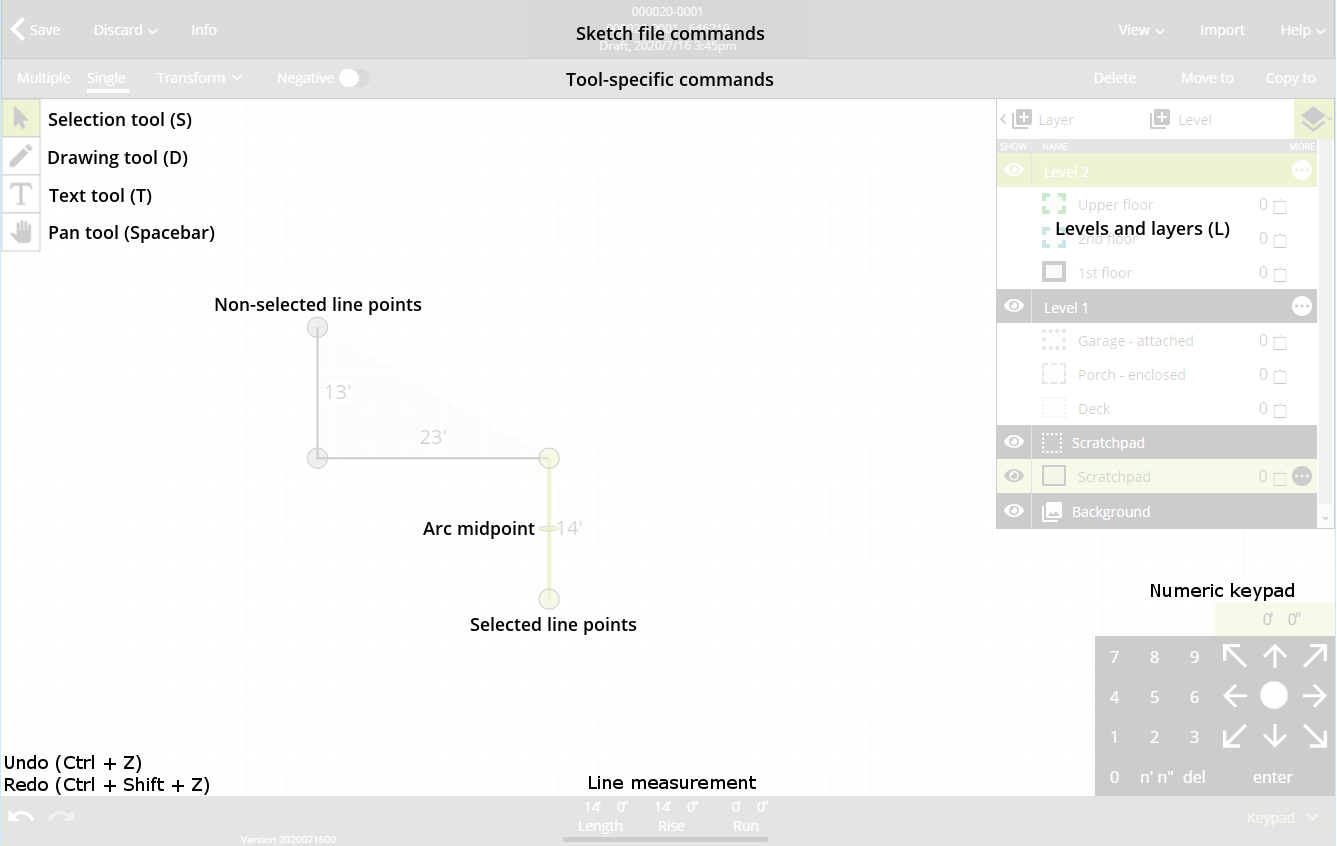 000020-0001
Save Discard Info
Sketch file commands
Draft, 2020/7/16 3:45pm
View Import Help
Multiple Single Transform Negative
Tool-specific commands
Delete Move to Copy to
Selection tool (S)
Drawing tool (D)
Text tool (T)
Pan tool (Spacebar)
Layer Level
SHOW NAME MORE
Level 2
Upper floor 0
Levels and layers (L)
2nd floor 0
1st floor 0
Level 1
Garage - attached 0
Porch - enclosed 0
Deck 0
Scratchpad
Scratchpad 0
Background
Non-selected line points
13'
23'
Arc midpoint
14'
Selected line points
Numeric keypad
0' 0"
7 8 9
4 5 6
1 2 3
0 n' n" del enter
Undo (Ctrl + Z)
Redo (Ctrl + Shift + Z)
Line measurement
14' 0" 14' 0" 0' 0"
Length Rise Run
Keypad
Version 2020071600